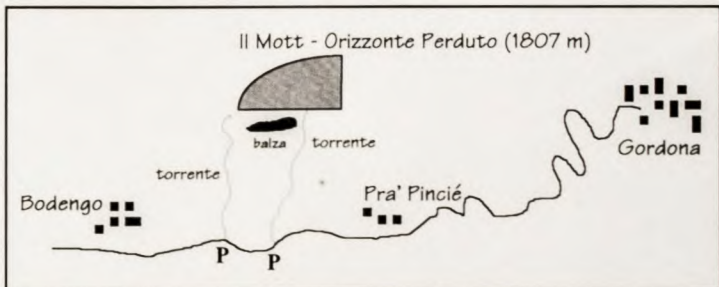 Il Mott - Orizzonte Perduto (1807 m)
balza
torrente
torrente
Gordona
Bodengo
Pra' Pincié
P
P